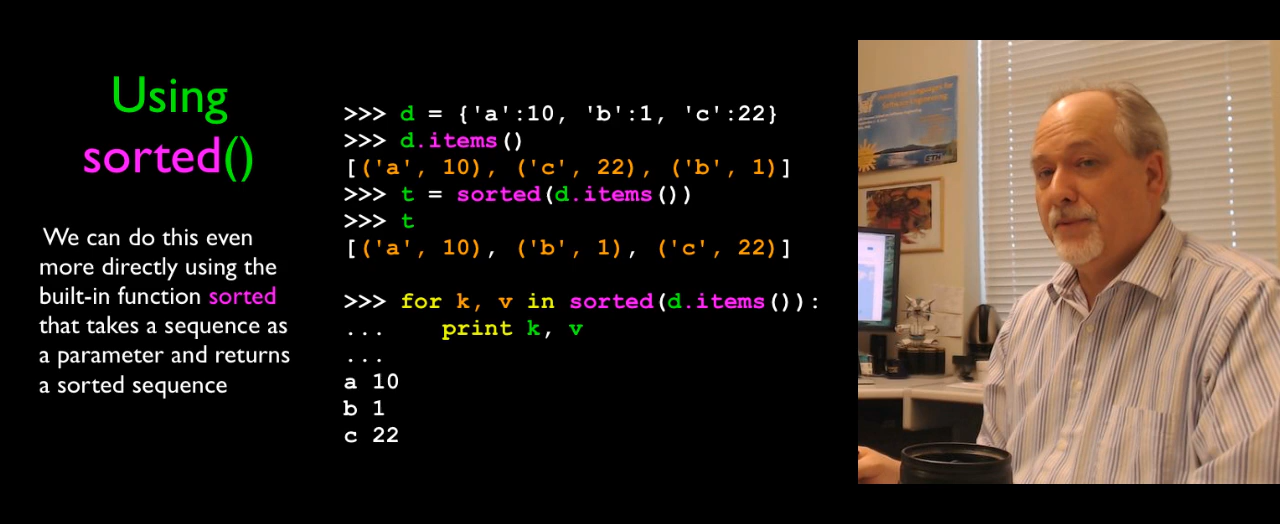 Using
sorted()
We can do this even
more directly using the
built-in function sorted
that takes a sequence as
a parameter and returns
a sorted sequence
>>> d = {'a':10, 'b':1, 'c':22}
>>> d.items()
[('a', 10), ('c', 22), ('b', 1)]
>>> t = sorted(d.items())
>>> t
[('a', 10), ('b', 1), ('c', 22)]
>>> for k, v in sorted(d.items()):
...    print k, v
...
a 10
b 1
c 22
Software Engineering